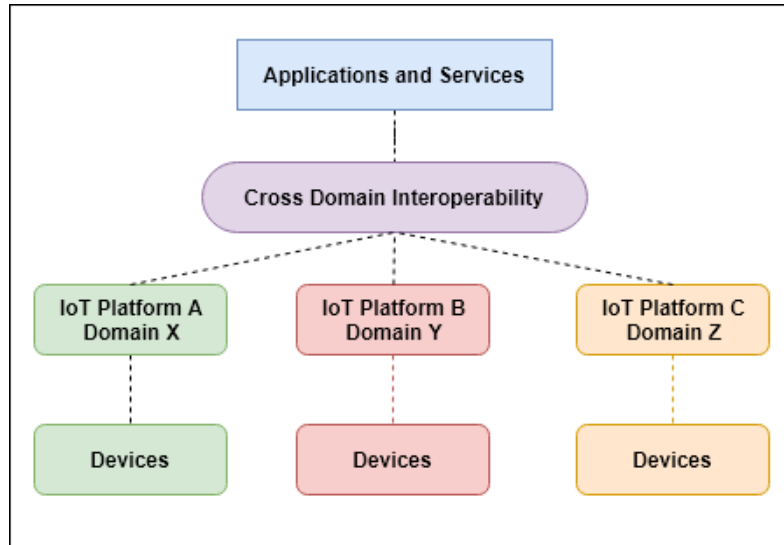 Applications and Services
Cross Domain Interoperability
IoT Platform A
Domain X
IoT Platform B
Domain Y
IoT Platform C
Domain Z
Devices
Devices
Devices